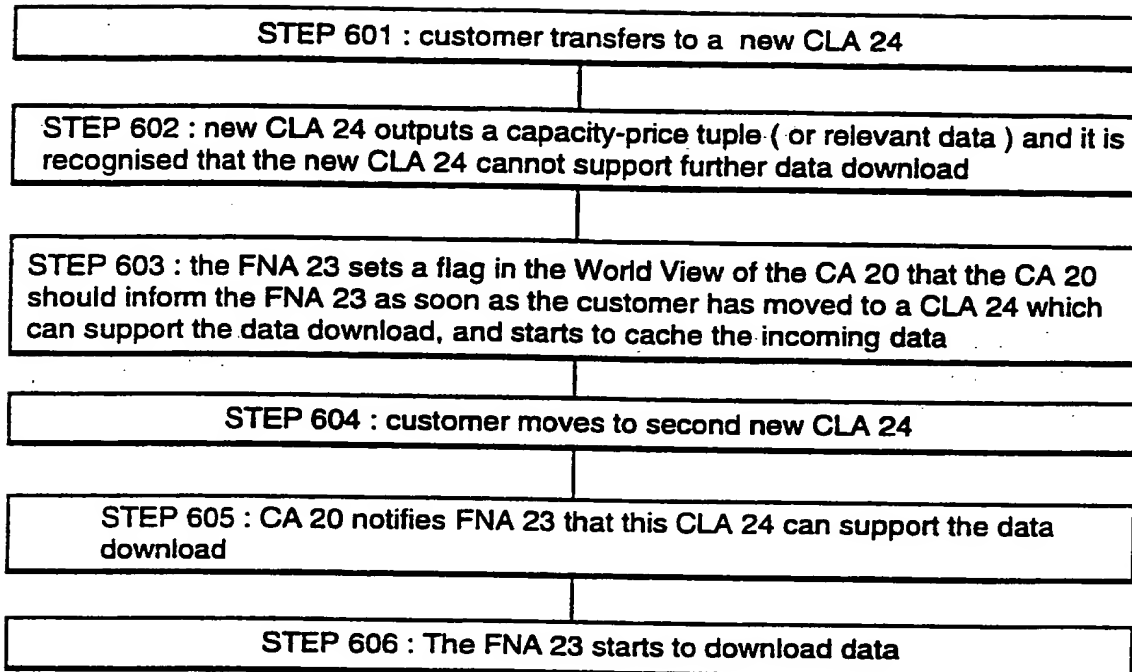 STEP 601 : customer transfers to a new CLA 24
STEP 602 : new CLA 24 outputs a capacity-price tuple ( or relevant data ) and it is
recognised that the new CLA 24 cannot support further data download
STEP 603 : the FNA 23 sets a flag in the World View of the CA 20 that the CA 20
should inform the FNA 23 as soon as the customer has moved to a CLA 24 which
can support the data download, and starts to cache the incoming data
STEP 604 : customer moves to second new CLA 24
STEP 605 : CA 20 notifies FNA 23 that this CLA 24 can support the data
download
STEP 606 : The FNA 23 starts to download data